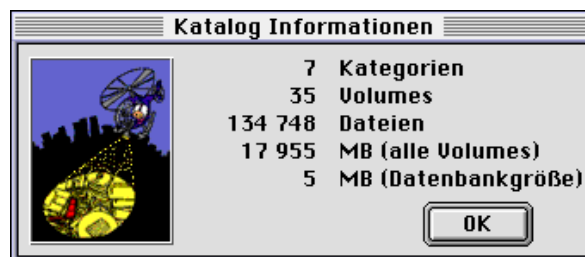 Katalog Informationen
7 Kategorien
35 Volumes
134 748 Dateien
17 955 MB (alle Volumes)
5 MB (Datenbankgröße)
OK